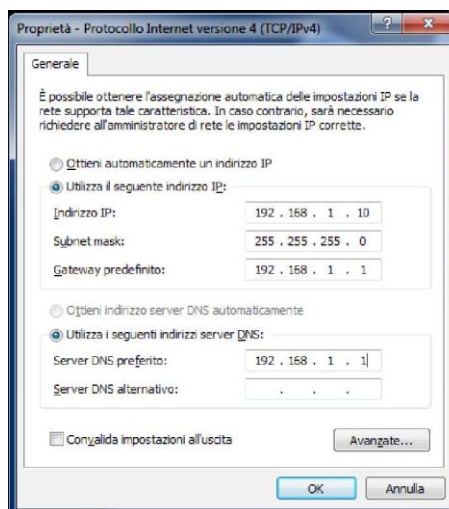 Proprietà - Protocollo Internet versione 4 (TCP/IPv4)
Generale
È possibile ottenere l'assegnazione automatica delle impostazioni IP se la
rete supporta tale caratteristica. In caso contrario, sarà necessario
richiedere all'amministratore di rete le impostazioni IP corrette.
Ottieni automaticamente un indirizzo IP
Utilizza il seguente indirizzo IP:
Indirizzo IP: 192 . 168 . 1 . 10
Subnet mask: 255 . 255 . 255 . 0
Gateway predefinito: 192 . 168 . 1 . 1
Ottieni indirizzo server DNS automaticamente
Utilizza i seguenti indirizzi server DNS:
Server DNS preferito: 192 . 168 . 1 . 1
Server DNS alternativo: . . .
Convalida impostazioni all'uscita
Avanzate...
OK Annulla